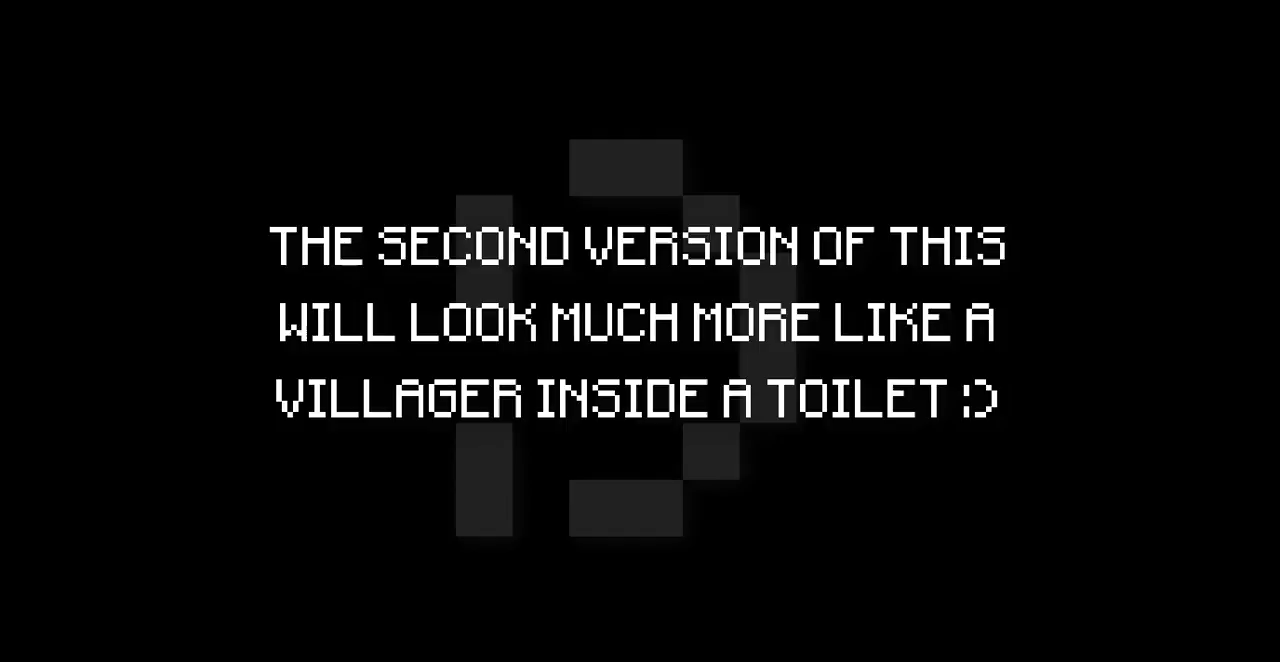 THE SECOND VERSION OF THIS
WILL LOOK MUCH MORE LIKE A
VILLAGER INSIDE A TOILET :)